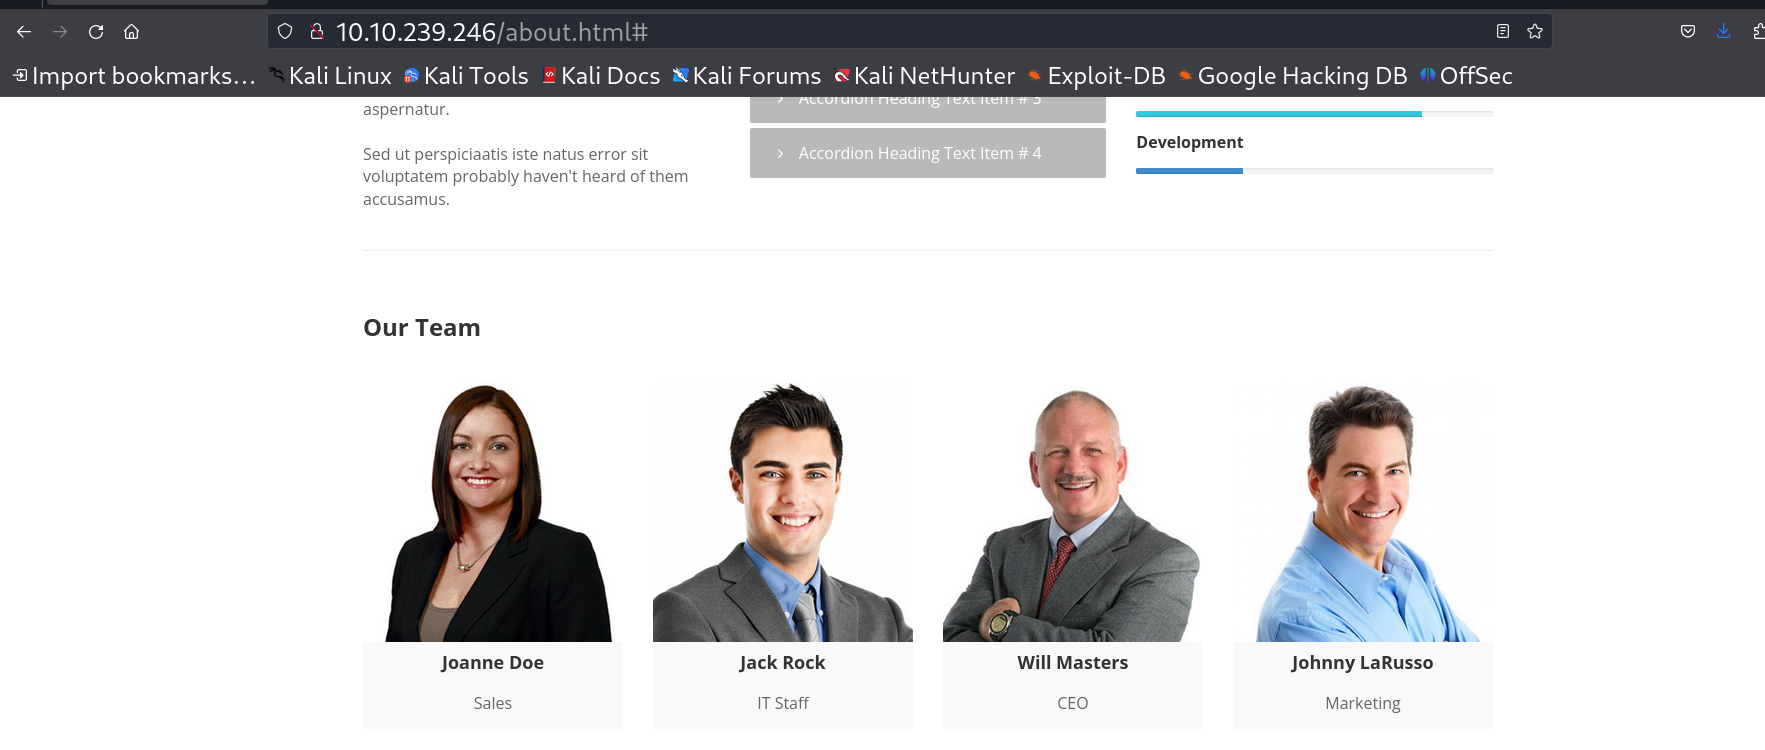 10.10.239.246/about.html#
Import bookmarks... Kali Linux Kali Tools Kali Docs Kali Forums Kali NetHunter Exploit-DB Google Hacking DB OffSec
aspernatur.
Sed ut perspiciaatis iste natus error sit
voluptatem probably haven't heard of them
accusamus.
Accordion Heading Text Item # 3
Accordion Heading Text Item # 4
Development
Our Team
Joanne Doe
Sales
Jack Rock
IT Staff
Will Masters
CEO
Johnny LaRusso
Marketing